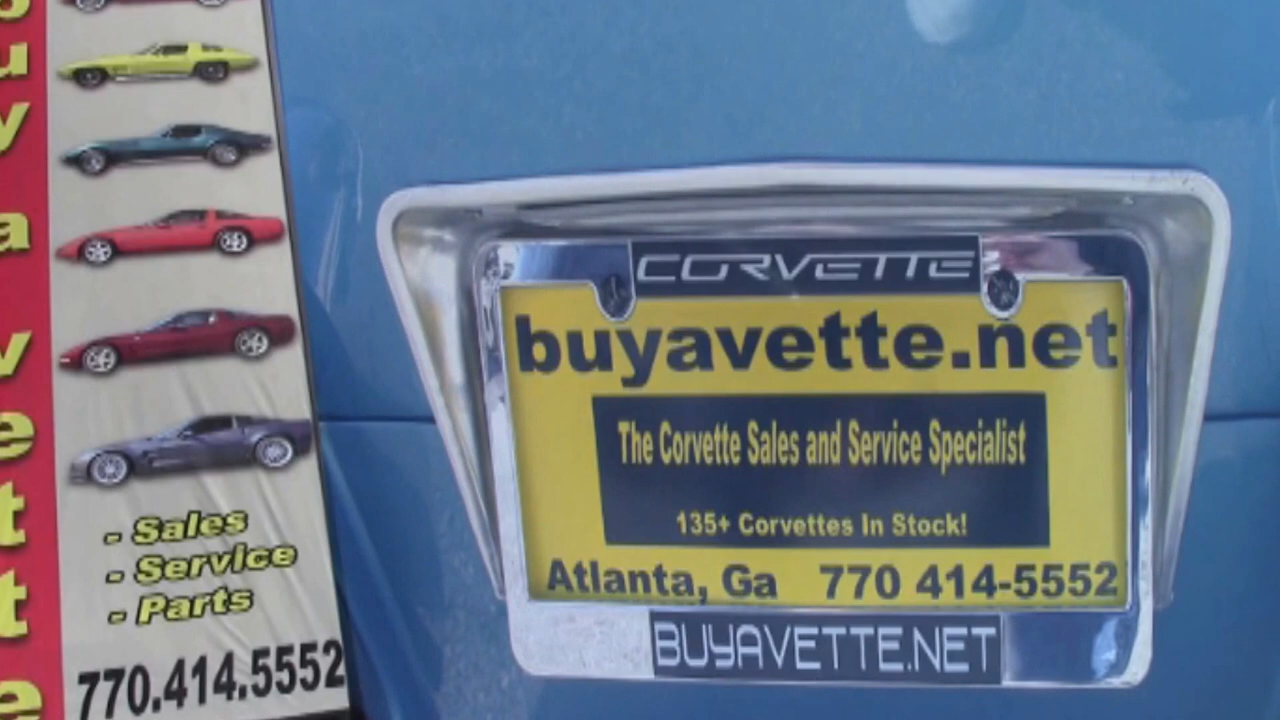 buyavette
- Sales
- Service
- Parts
770.414.5552
CORVETTE
buyavette.net
The Corvette Sales and Service Specialist
135+ Corvettes In Stock!
Atlanta, Ga 770 414-5552
BUYAVETTE.NET